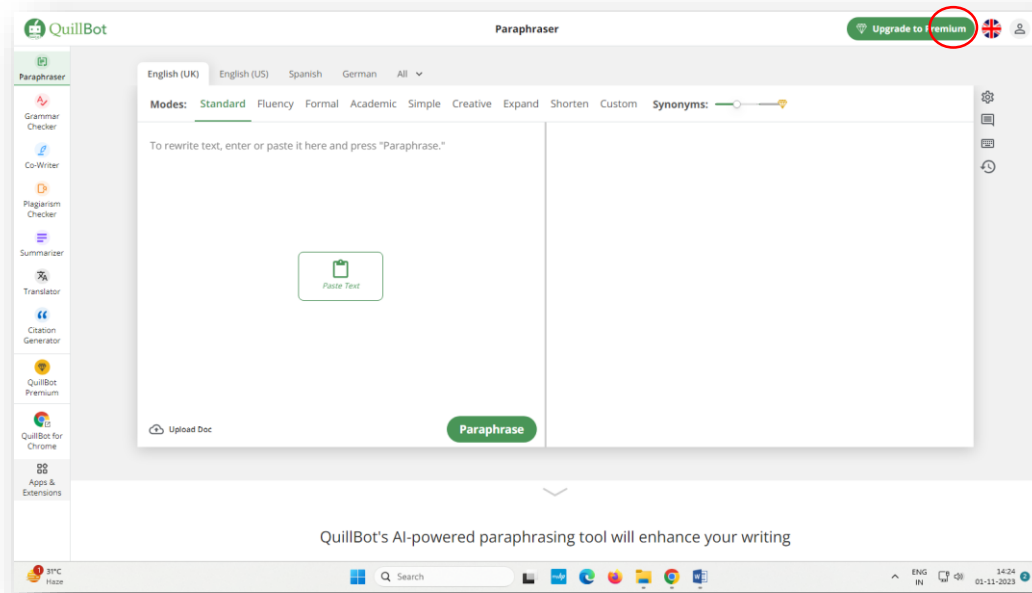 QuillBot
Paraphraser
Upgrade to Premium
Paraphraser
Grammar
Checker
Co-Writer
Plagiarism
Checker
Summarizer
Translator
Citation
Generator
QuillBot
Premium
QuillBot for
Chrome
Apps &
Extensions
English (UK) English (US) Spanish German All
Modes: Standard Fluency Formal Academic Simple Creative Expand Shorten Custom Synonyms:
To rewrite text, enter or paste it here and press "Paraphrase."
Paste Text
Upload Doc Paraphrase
QuillBot's AI-powered paraphrasing tool will enhance your writing
1 31°C
Haze
Search
ENG
IN
14:24
01-11-2023
2